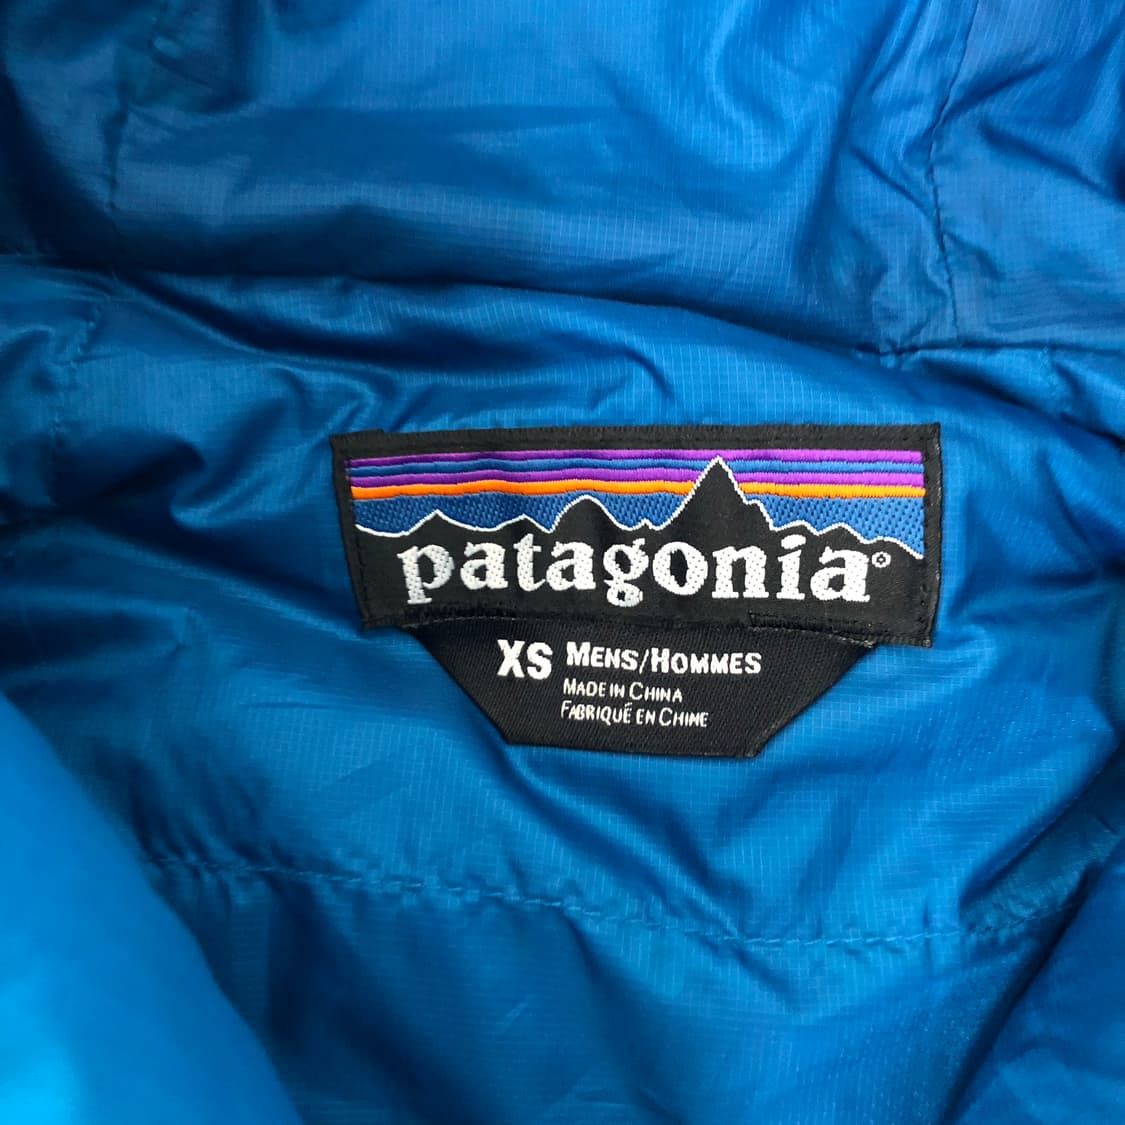 patagonia®
XS MENS/HOMMES
MADE IN CHINA
FABRIQUÉ EN CHINE